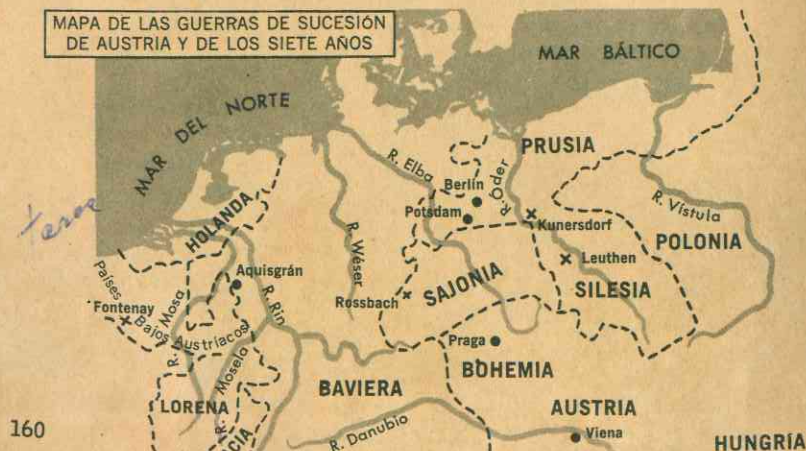 MAPA DE LAS GUERRAS DE SUCESIÓN
DE AUSTRIA Y DE LOS SIETE AÑOS
MAR BÁLTICO
MAR DEL NORTE
PRUSIA
R. Elba
R. Oder
Berlín
Potsdam
Kunersdorf
R. Vístula
POLONIA
HOLANDA
R. Wéser
Leuthen
SILESIA
Aquisgrán
R. Rin
Rossbach
SAJONIA
Países
Bajos Austríacos
Fontenay
R. Mosa
Praga
BOHEMIA
R. Mosela
BAVIERA
LORENA
AUSTRIA
160
CIA
R. Danubio
Viena
HUNGRÍA